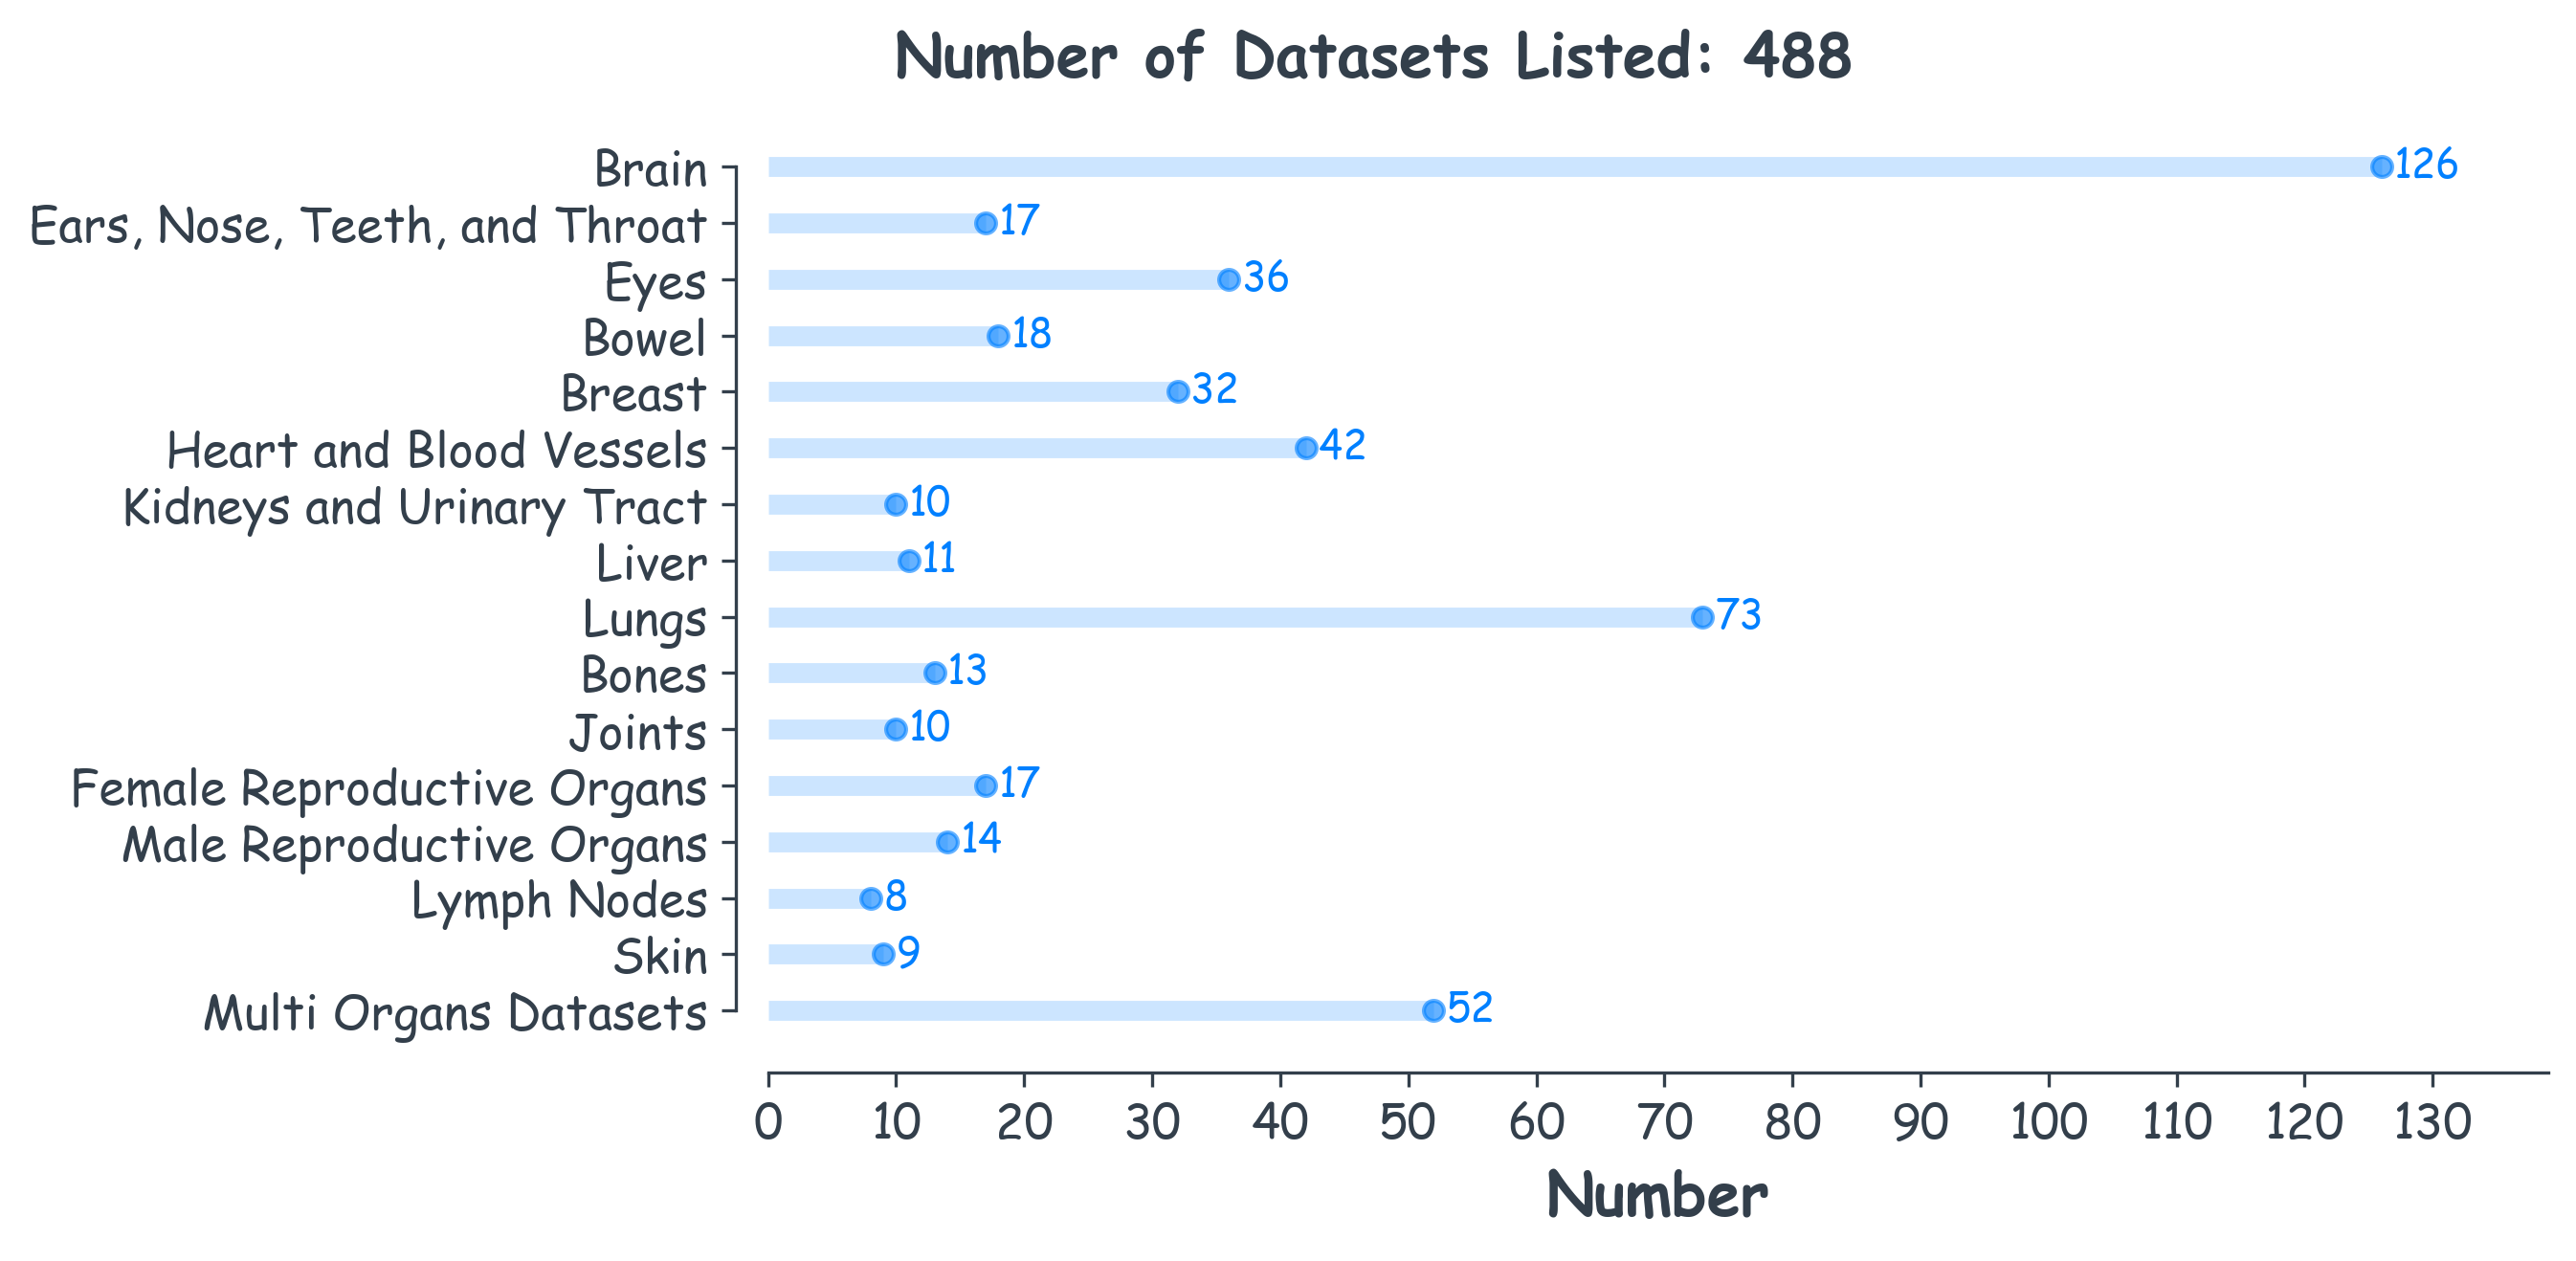 Number of Datasets Listed: 488
Brain 126
Ears, Nose, Teeth, and Throat 17
Eyes 36
Bowel 18
Breast 32
Heart and Blood Vessels 42
Kidneys and Urinary Tract 10
Liver 11
Lungs 73
Bones 13
Joints 10
Female Reproductive Organs 17
Male Reproductive Organs 14
Lymph Nodes 8
Skin 9
Multi Organs Datasets 52
0 10 20 30 40 50 60 70 80 90 100 110 120 130
Number